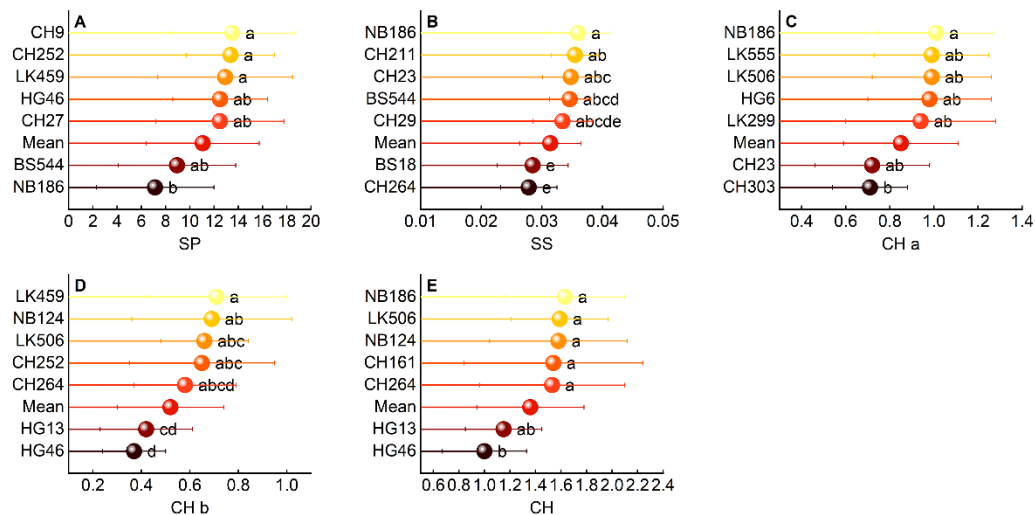 A
CH9 a
CH252 a
LK459 a
HG46 ab
CH27 ab
Mean
BS544 ab
NB186 b
0 2 4 6 8 10 12 14 16 18 20
SP
B
NB186 a
CH211 ab
CH23 abc
BS544 abcd
CH29 abcde
Mean
BS18 e
CH264 e
0.01 0.02 0.03 0.04 0.05
SS
C
NB186 a
LK555 ab
LK506 ab
HG6 ab
LK299 ab
Mean
CH23 ab
CH303 b
0.4 0.6 0.8 1.0 1.2 1.4
CH a
D
LK459 a
NB124 ab
LK506 abc
CH252 abc
CH264 abcd
Mean
HG13 cd
HG46 d
0.2 0.4 0.6 0.8 1.0
CH b
E
NB186 a
LK506 a
NB124 a
CH161 a
CH264 a
Mean
HG13 ab
HG46 b
0.6 0.8 1.0 1.2 1.4 1.6 1.8 2.0 2.2 2.4
CH